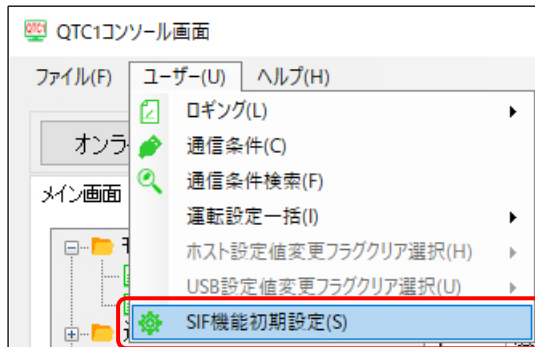 QTC1コンソール画面
ファイル(F) ユーザー(U) ヘルプ(H)
ロギング(L)
オンラ
通信条件(C)
通信条件検索(F)
メイン画面
運転設定一括(I)
ホスト設定値変更フラグクリア選択(H)
USB設定値変更フラグクリア選択(U)
SIF機能初期設定(S)